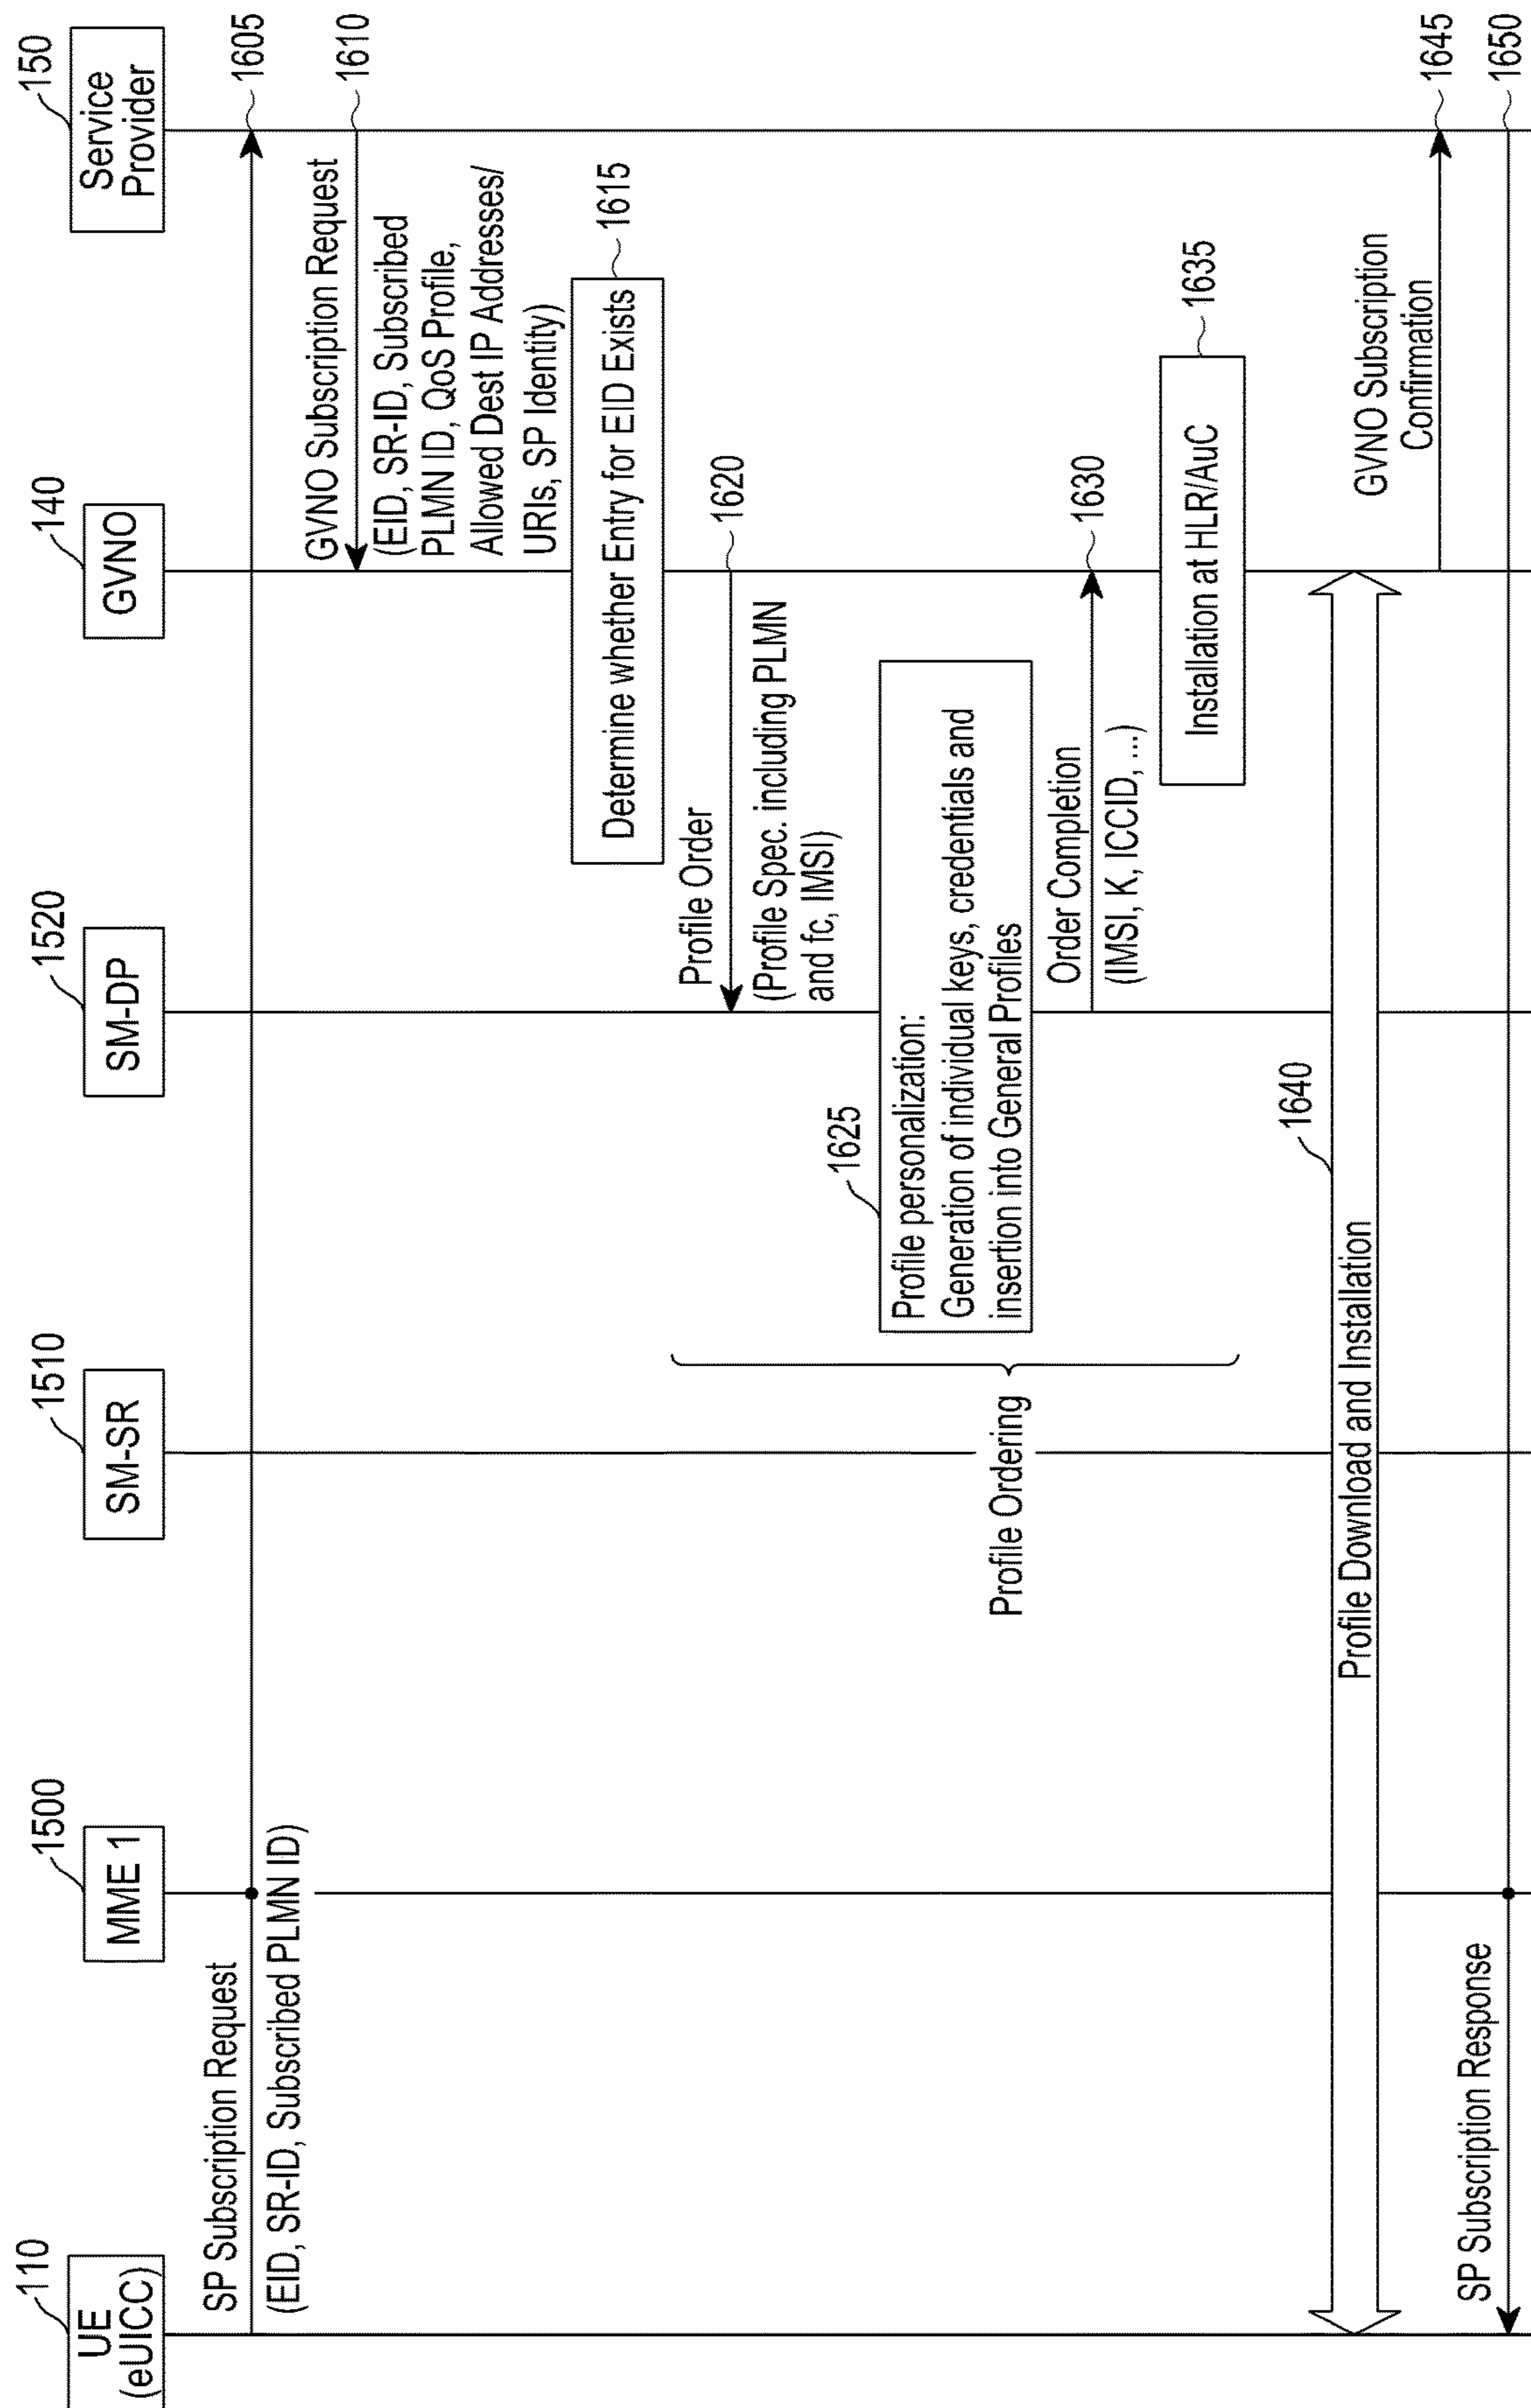 110
UE
(eUICC)
1500
MME 1
1510
SM-SR
1520
SM-DP
140
GVNO
150
Service
Provider
SP Subscription Request
(EID, SR-ID, Subscribed PLMN ID)
1605
GVNO Subscription Request
1610
(EID, SR-ID, Subscribed
PLMN ID, QoS Profile,
Allowed Dest IP Addresses/
URIs, SP Identity)
1615
Determine whether Entry for EID Exists
Profile Order
1620
(Profile Spec. including PLMN
and fc, IMSI)
1625
Profile personalization:
Generation of individual keys, credentials and
insertion into General Profiles
Profile Ordering
Order Completion
1630
(IMSI, K, ICCID, ...)
1635
Installation at HLR/AuC
1640
Profile Download and Installation
GVNO Subscription
Confirmation
1645
SP Subscription Response
1650